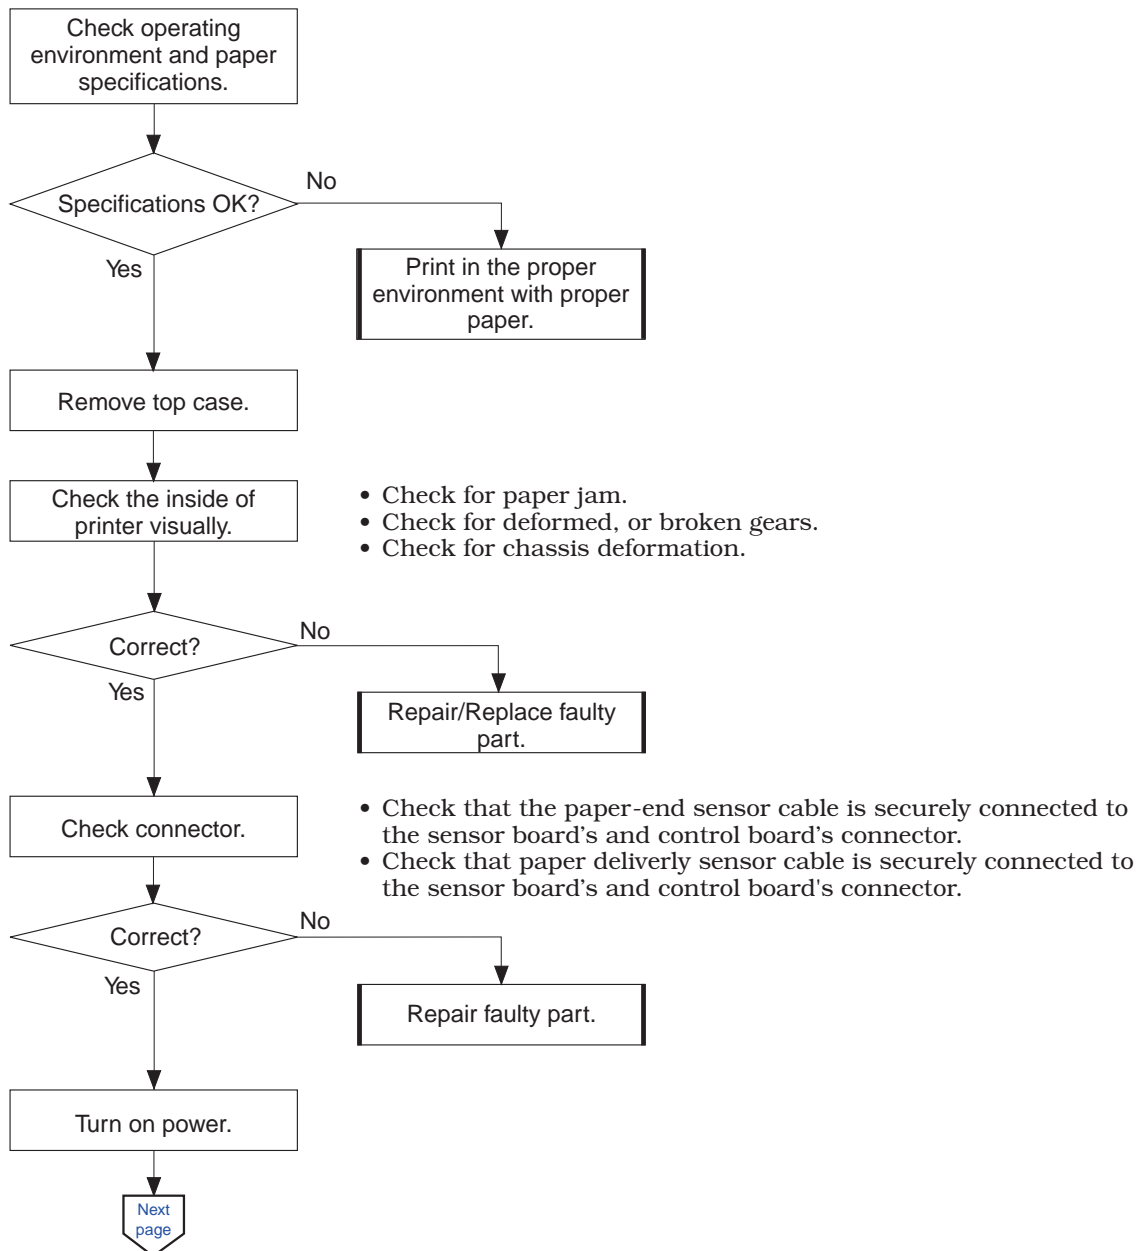 Check operating
environment and paper
specifications.
Specifications OK?
No
Yes
Print in the proper
environment with proper
paper.
Remove top case.
Check the inside of
printer visually.
• Check for paper jam.
• Check for deformed, or broken gears.
• Check for chassis deformation.
Correct?
No
Yes
Repair/Replace faulty
part.
Check connector.
• Check that the paper-end sensor cable is securely connected to
the sensor board’s and control board’s connector.
• Check that paper deliverly sensor cable is securely connected to
the sensor board’s and control board's connector.
Correct?
No
Yes
Repair faulty part.
Turn on power.
Next
page